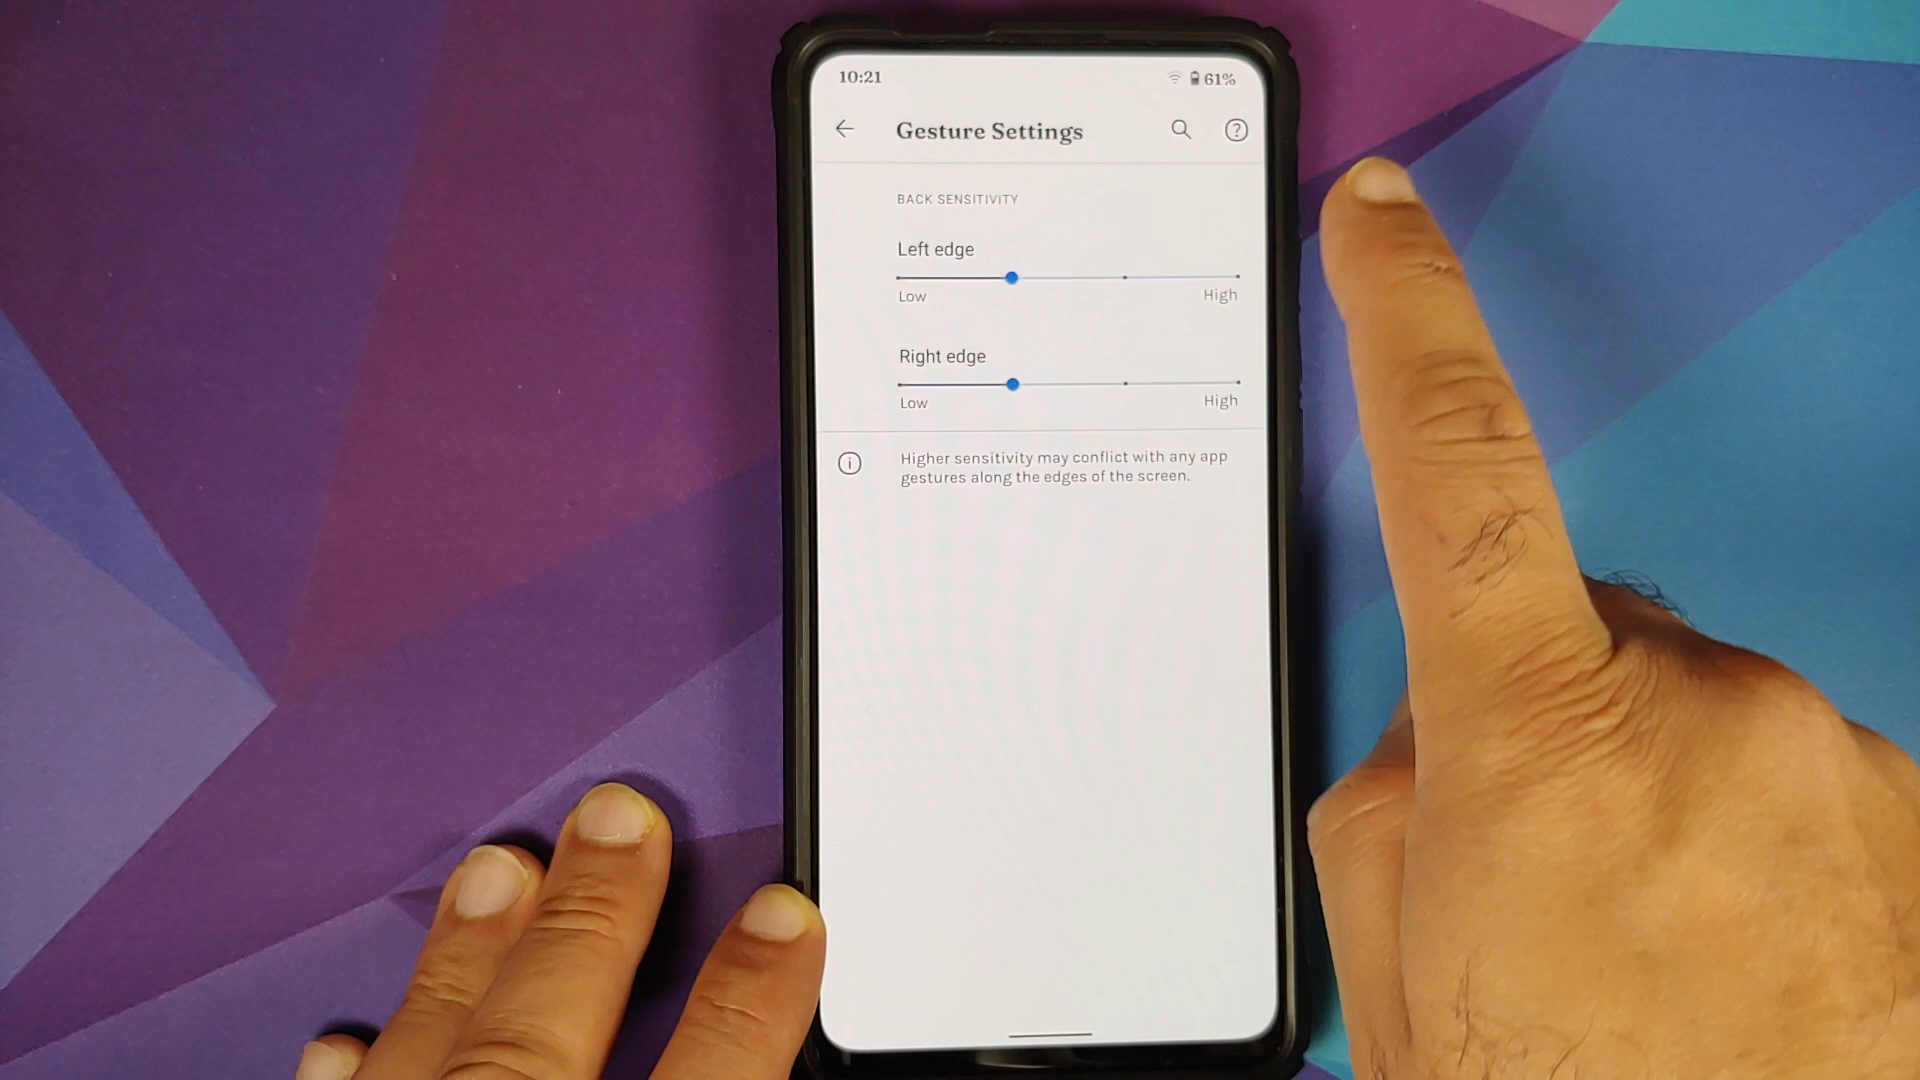 10:21 61%
Gesture Settings
BACK SENSITIVITY
Left edge
Low High
Right edge
Low High
Higher sensitivity may conflict with any app
gestures along the edges of the screen.